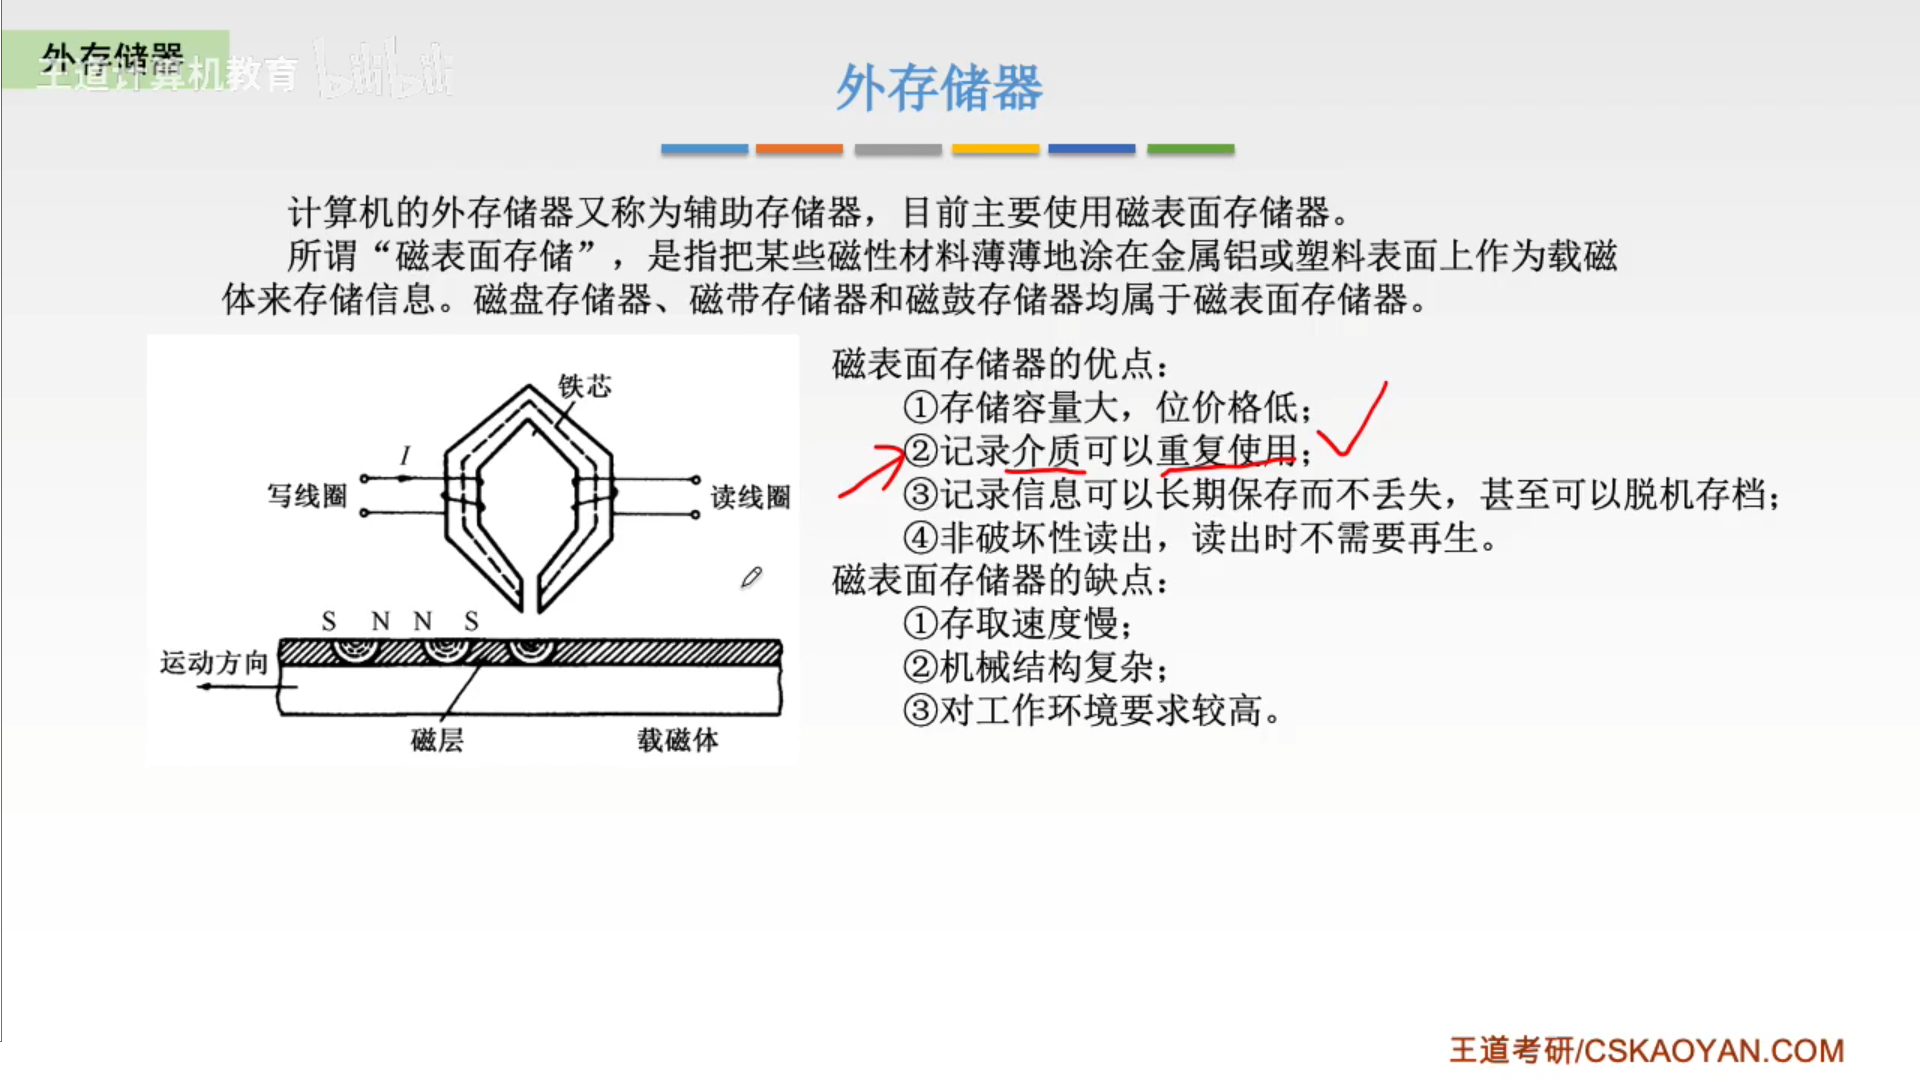 外存储器
王道计算机教育 bilibili
外存储器
计算机的外存储器又称为辅助存储器，目前主要使用磁表面存储器。
所谓“磁表面存储”，是指把某些磁性材料薄薄地涂在金属铝或塑料表面上作为载磁
体来存储信息。磁盘存储器、磁带存储器和磁鼓存储器均属于磁表面存储器。
铁芯
I
写线圈
读线圈
S N N S
运动方向
磁层
载磁体
磁表面存储器的优点：
①存储容量大，位价格低；
②记录介质可以重复使用；
③记录信息可以长期保存而不丢失，甚至可以脱机存档；
④非破坏性读出，读出时不需要再生。
磁表面存储器的缺点：
①存取速度慢；
②机械结构复杂；
③对工作环境要求较高。
王道考研/CSKAOYAN.COM